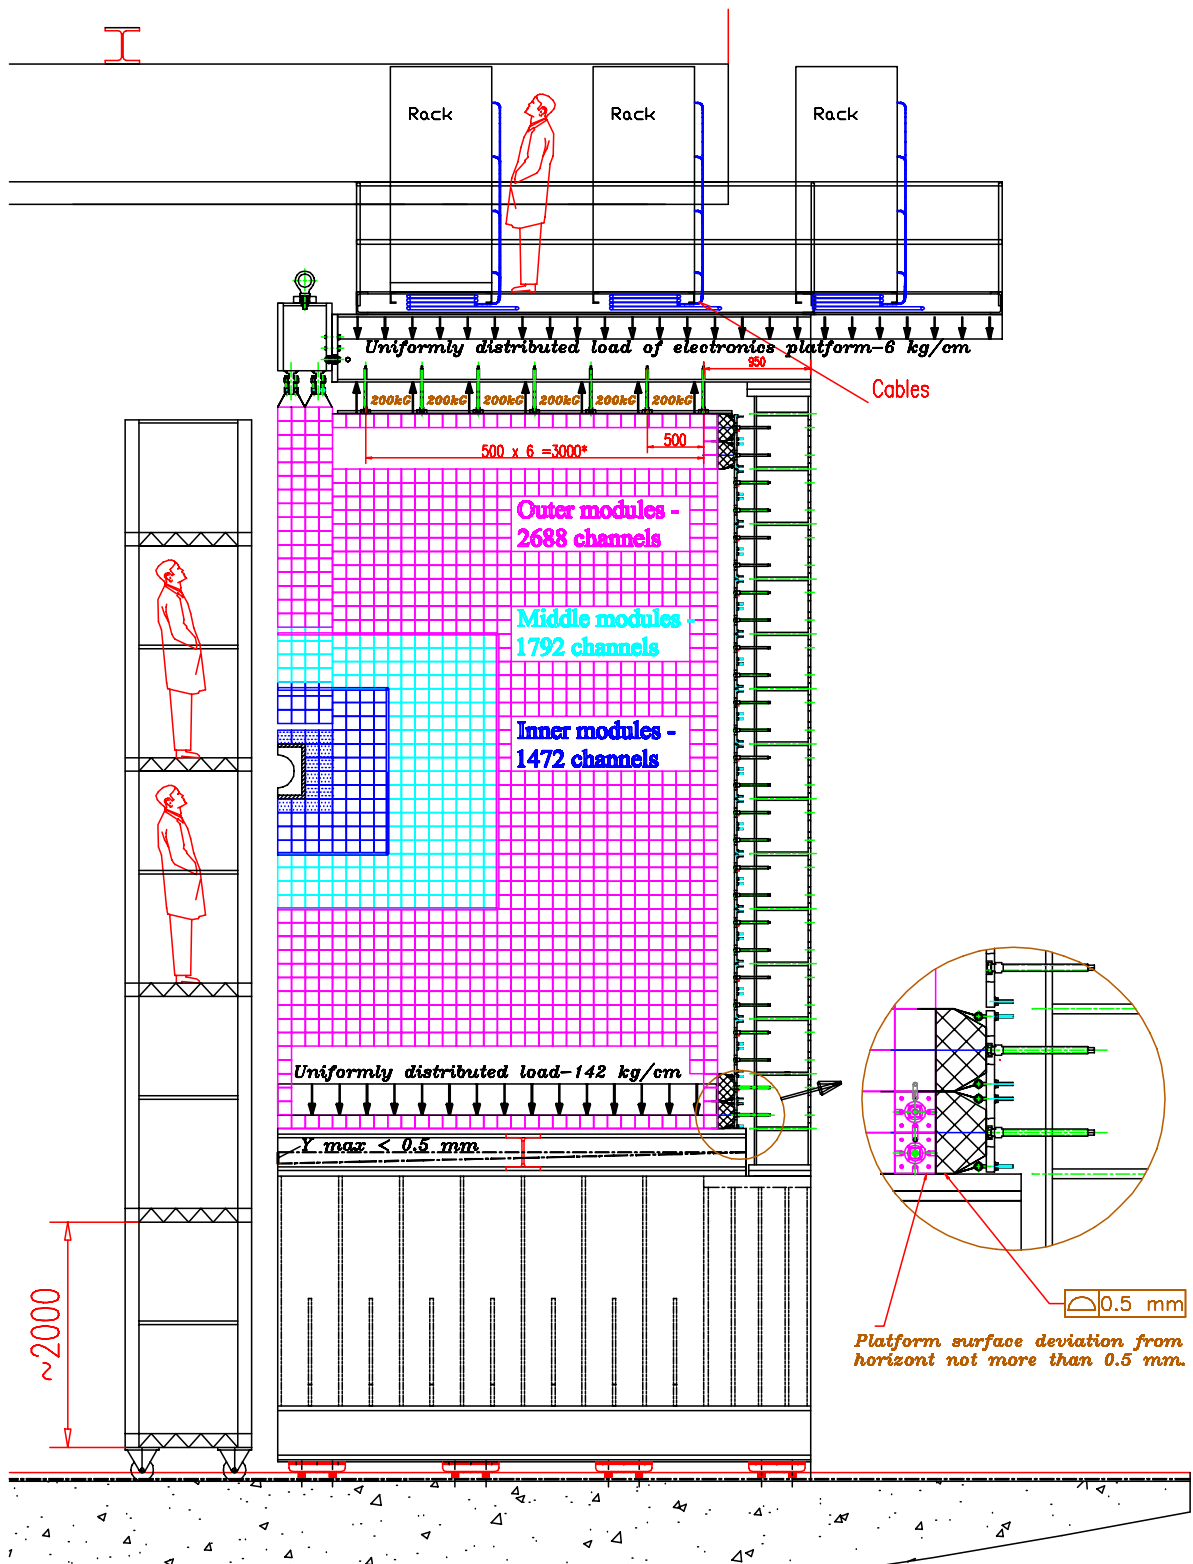 Rack
Rack
Rack
Uniformly distributed load of electronics platform-6 kg/cm
950
Cables
200kG
200kG
200kG
200kG
200kG
200kG
500
500 x 6 =3000*
Outer modules -
2688 channels
Middle modules -
1792 channels
Inner modules -
1472 channels
Uniformly distributed load-142 kg/cm
Y max < 0.5 mm
~2000
0.5 mm
Platform surface deviation from
horizont not more than 0.5 mm.